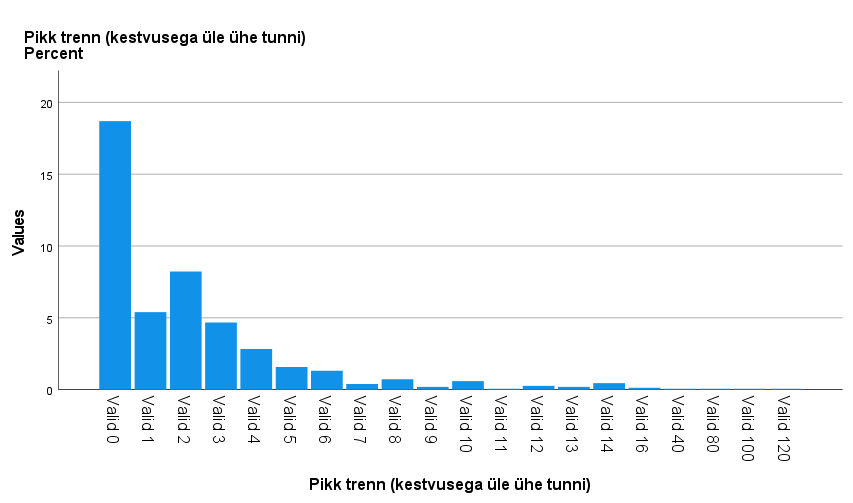 Pikk trenn (kestvusega üle ühe tunni)
Percent
Values
20
15
10
5
0
Valid 0
Valid 1
Valid 2
Valid 3
Valid 4
Valid 5
Valid 6
Valid 7
Valid 8
Valid 9
Valid 10
Valid 11
Valid 12
Valid 13
Valid 14
Valid 16
Valid 40
Valid 80
Valid 100
Valid 120
Pikk trenn (kestvusega üle ühe tunni)